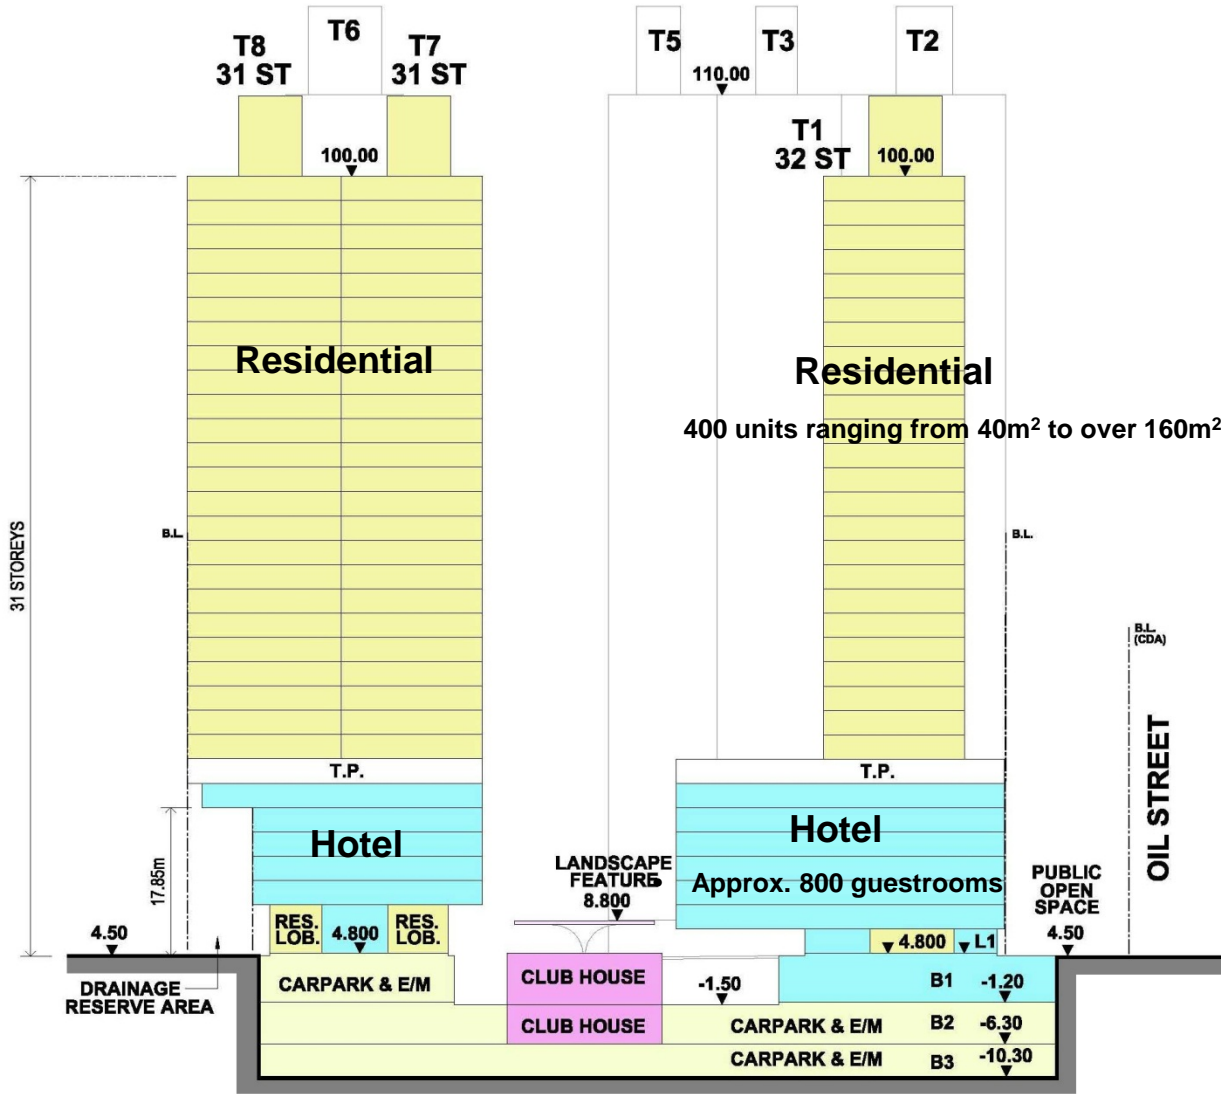 T6
T8
31 ST
T7
31 ST
T5
T3
T2
110.00
T1
32 ST
100.00
100.00
Residential
Residential
400 units ranging from 40m² to over 160m²
31 STOREYS
B.L.
B.L.
B.L.
(CDA)
OIL STREET
T.P.
T.P.
Hotel
Hotel
Approx. 800 guestrooms
17.85m
LANDSCAPE
FEATURE
8.800
PUBLIC
OPEN
SPACE
4.50
RES.
LOB.
4.800
RES.
LOB.
4.50
4.800
L1
DRAINAGE
RESERVE AREA
CARPARK & E/M
CLUB HOUSE
-1.50
B1
-1.20
CLUB HOUSE
CARPARK & E/M
B2
-6.30
CARPARK & E/M
B3
-10.30